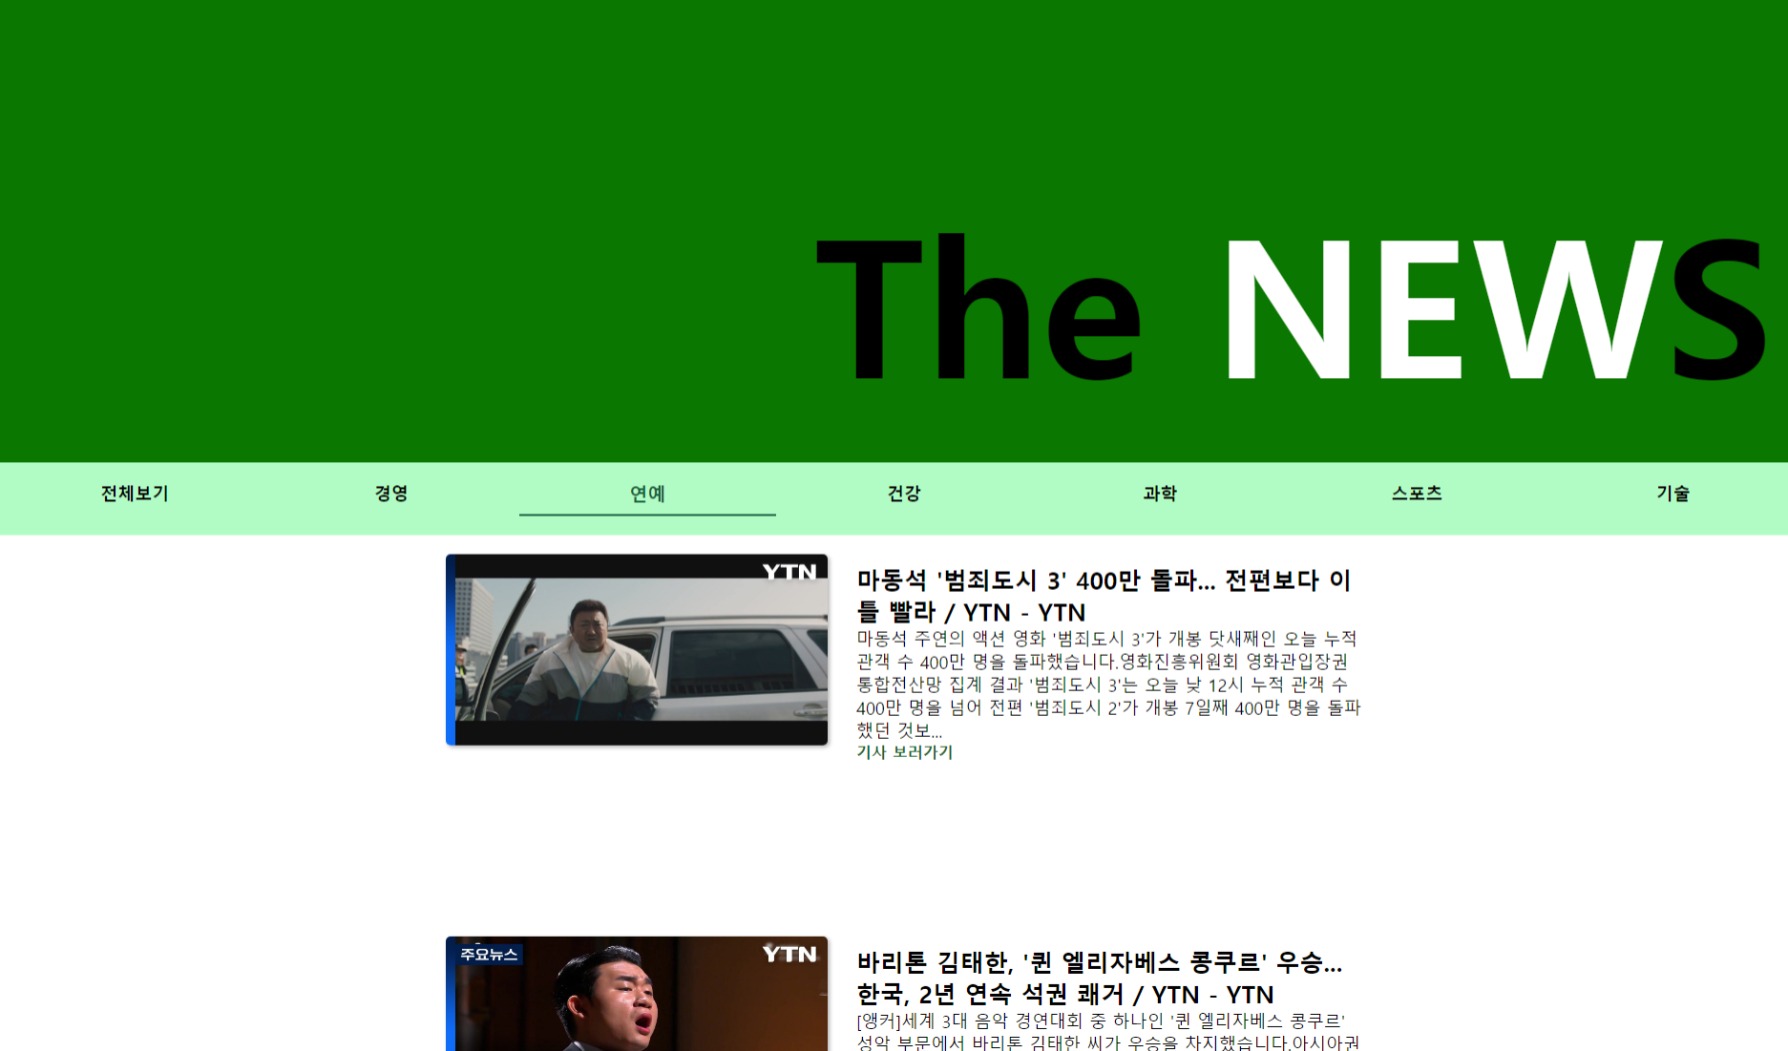 The NEWS
전체보기 경영 연예 건강 과학 스포츠 기술
YTN
마동석 '범죄도시 3' 400만 돌파... 전편보다 이
틀 빨라 / YTN - YTN
마동석 주연의 액션 영화 '범죄도시 3'가 개봉 닷새째인 오늘 누적
관객 수 400만 명을 돌파했습니다.영화진흥위원회 영화관입장권
통합전산망 집계 결과 '범죄도시 3'는 오늘 낮 12시 누적 관객 수
400만 명을 넘어 전편 '범죄도시 2'가 개봉 7일째 400만 명을 돌파
했던 것보...
기사 보러가기
주요뉴스
YTN
바리톤 김태한, '퀸 엘리자베스 콩쿠르' 우승...
한국, 2년 연속 석권 쾌거 / YTN - YTN
[앵커]세계 3대 음악 경연대회 중 하나인 '퀸 엘리자베스 콩쿠르'
성악 부문에서 바리톤 김태한 씨가 우승을 차지했습니다.아시아권